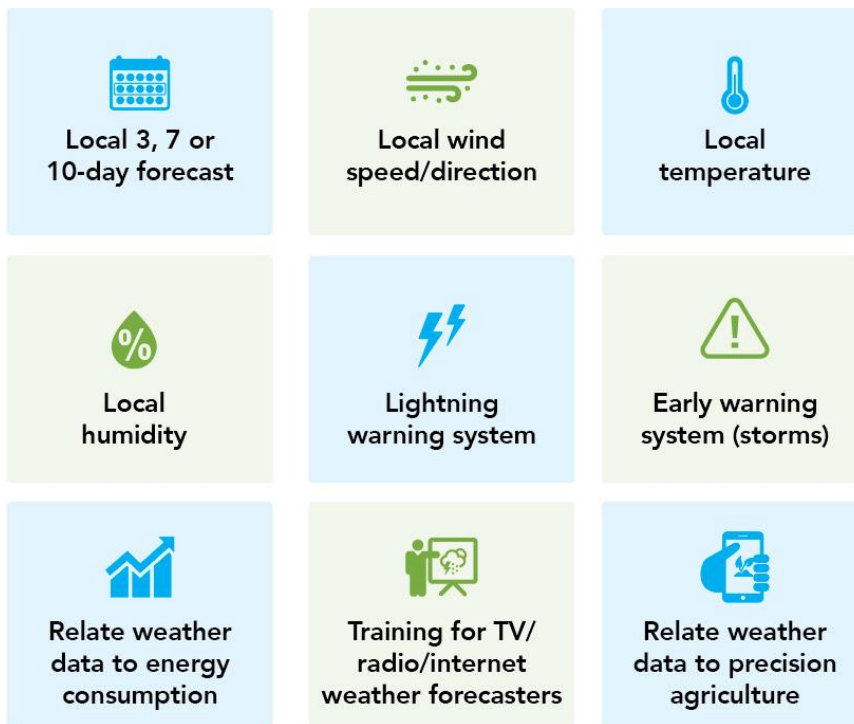 Local 3, 7 or
10-day forecast
Local wind
speed/direction
Local
temperature
%
Local
humidity
Lightning
warning system
!
Early warning
system (storms)
Relate weather
data to energy
consumption
Training for TV/
radio/internet
weather forecasters
Relate weather
data to precision
agriculture